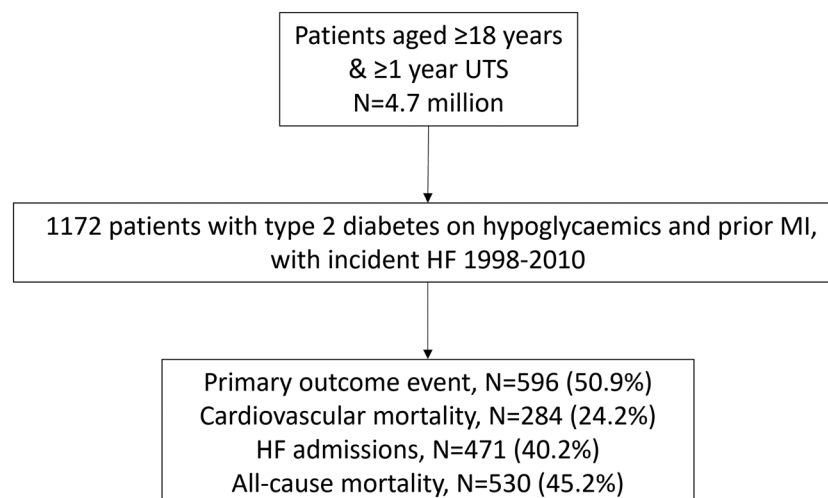 Patients aged ≥18 years
& ≥1 year UTS
N=4.7 million
1172 patients with type 2 diabetes on hypoglycaemics and prior MI,
with incident HF 1998-2010
Primary outcome event, N=596 (50.9%)
Cardiovascular mortality, N=284 (24.2%)
HF admissions, N=471 (40.2%)
All-cause mortality, N=530 (45.2%)